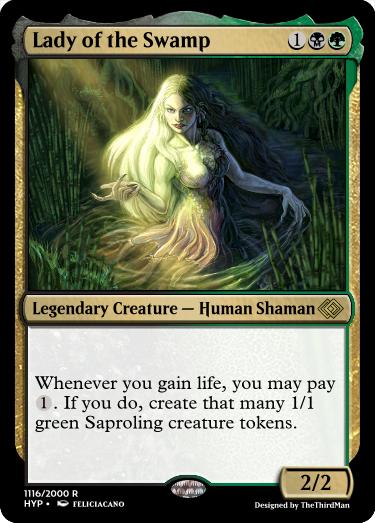 Lady of the Swamp 1
Legendary Creature — Human Shaman
Whenever you gain life, you may pay
1. If you do, create that many 1/1
green Saproling creature tokens.
2/2
1116/2000 R
HYP • FELICIACANO
Designed by TheThirdMan